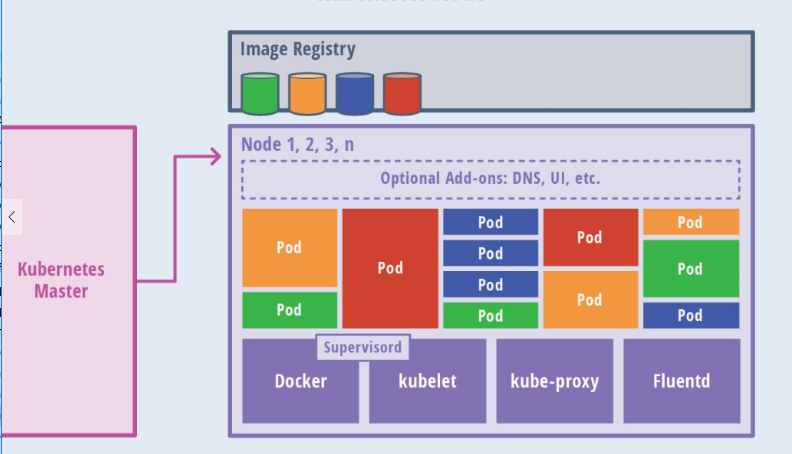 Image Registry
Kubernetes
Master
Node 1, 2, 3, n
Optional Add-ons: DNS, UI, etc.
Pod
Pod
Pod
Pod
Pod
Pod
Pod
Pod
Pod
Pod
Pod
Pod
Supervisord
Docker
kubelet
kube-proxy
Fluentd